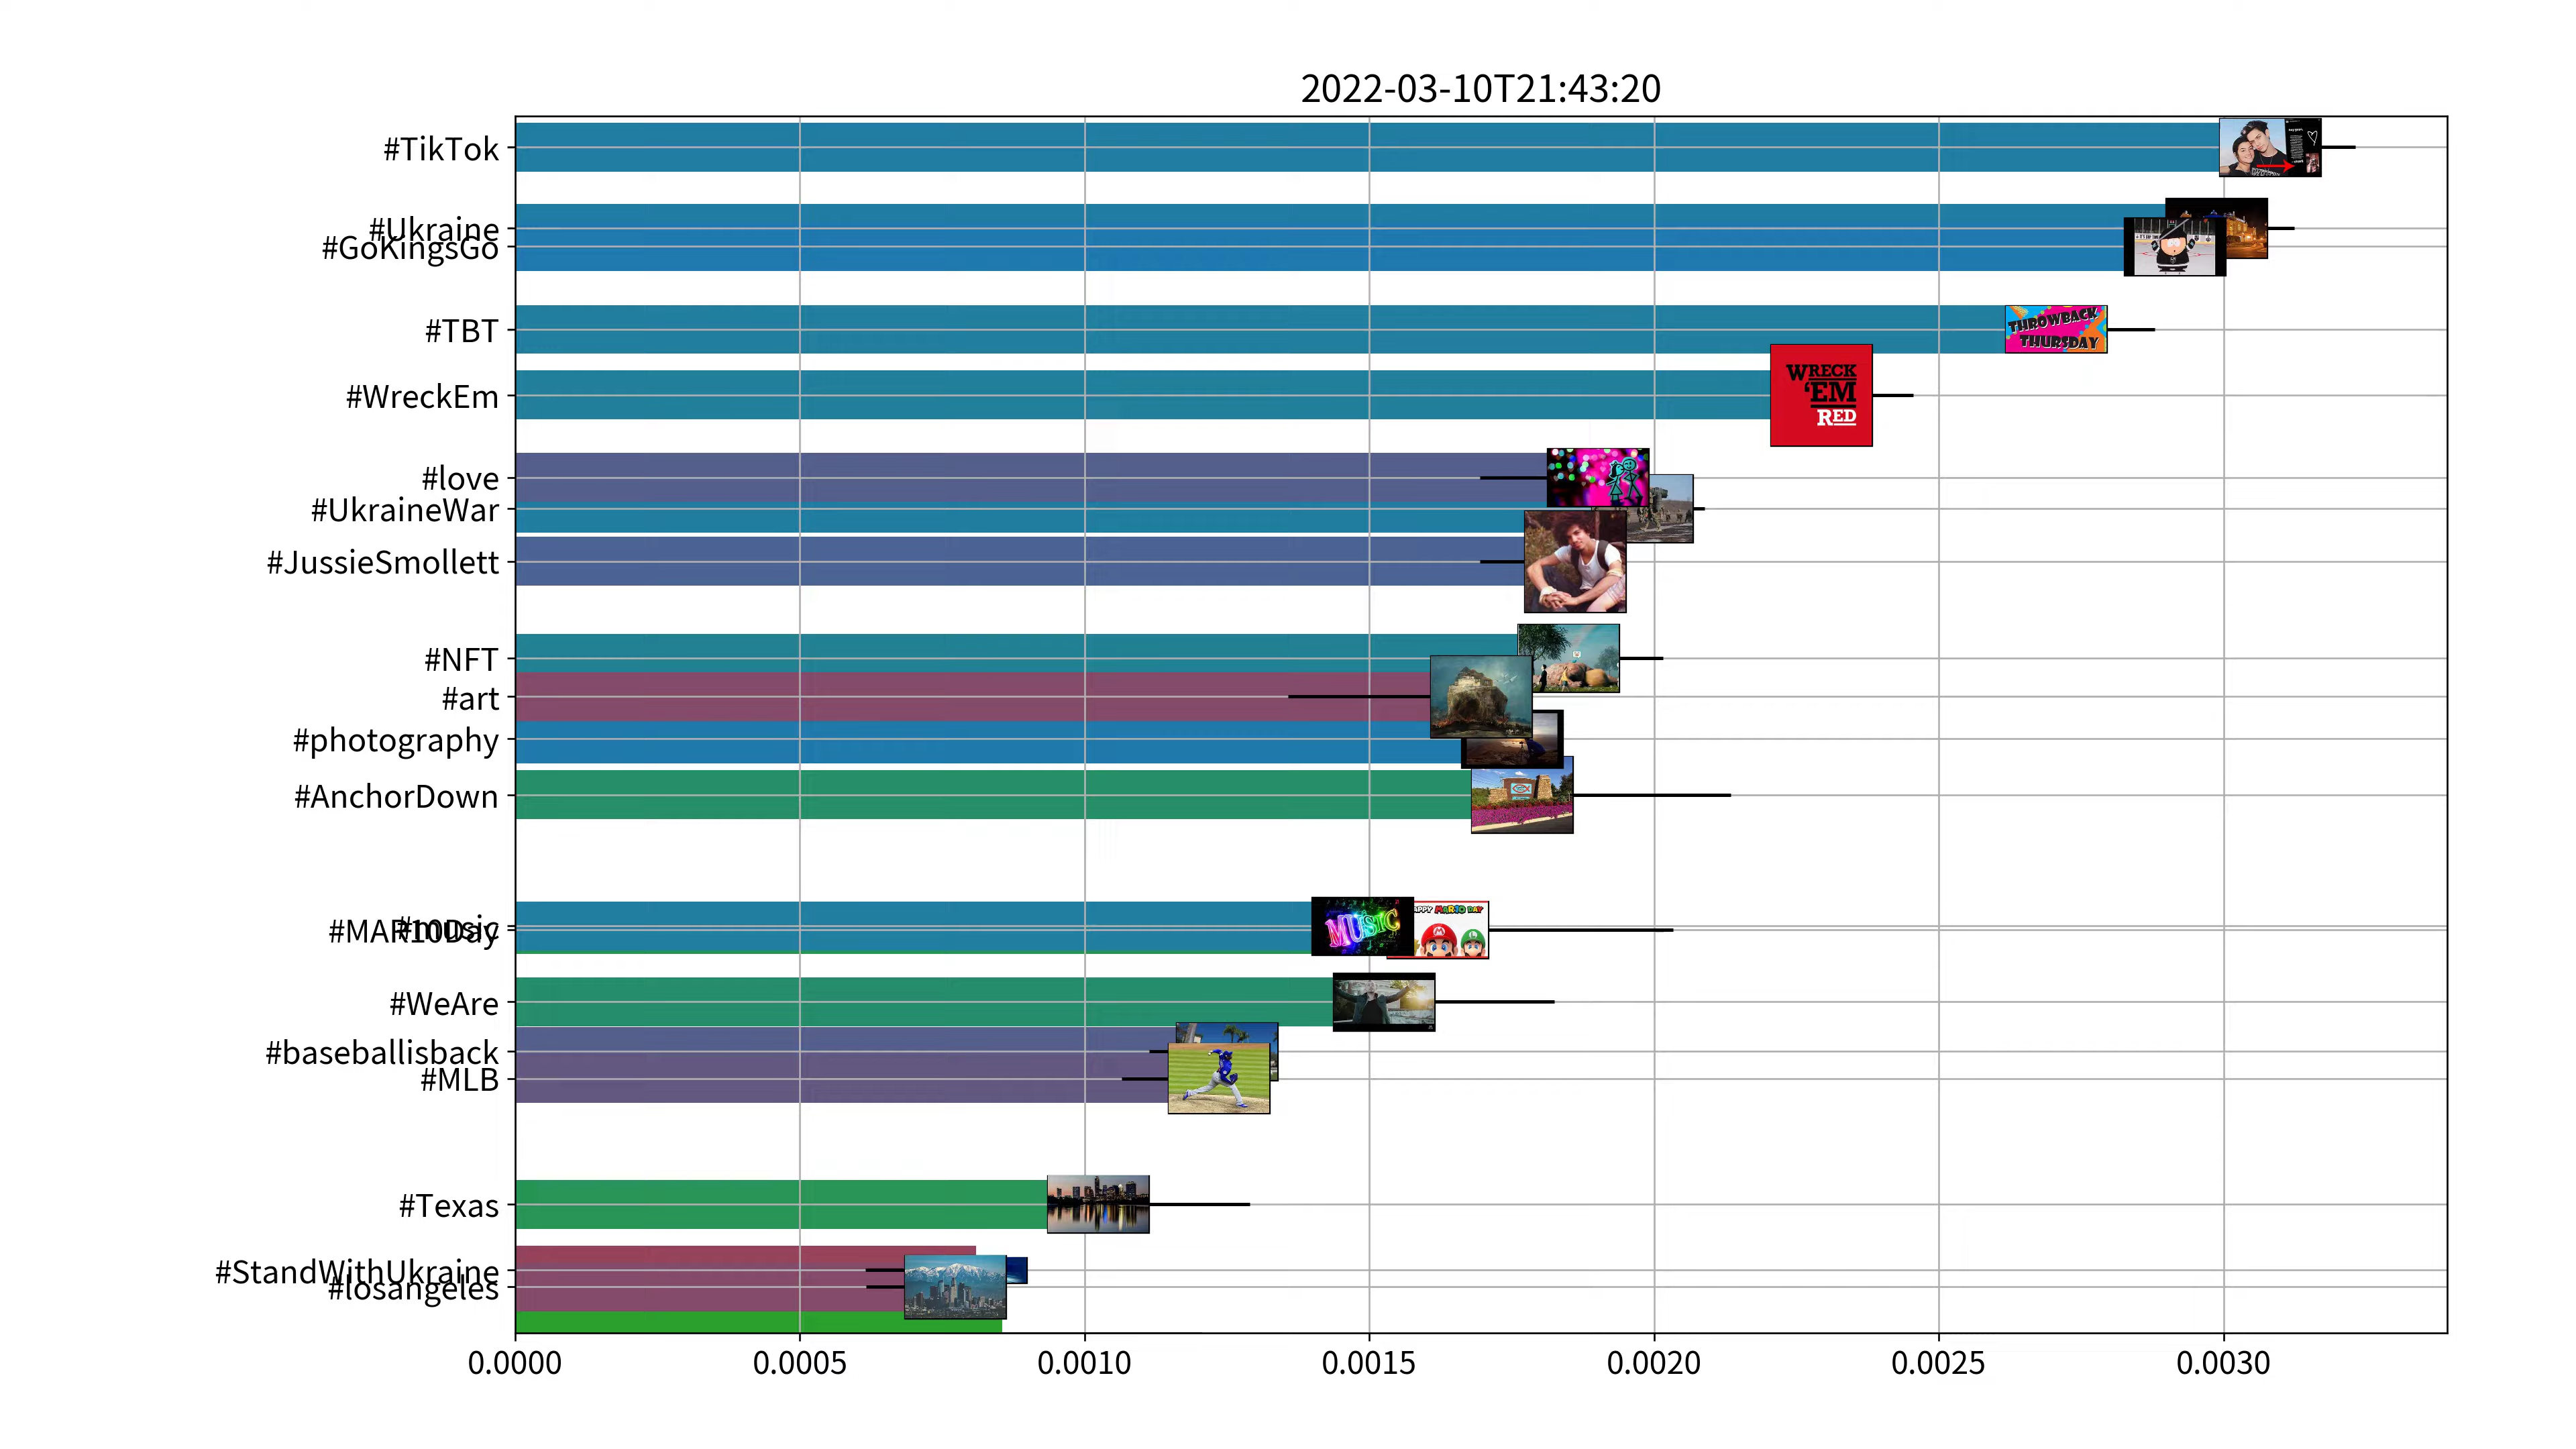 2022-03-10T21:43:20
#TikTok
#Ukraine
#GoKingsGo
#TBT
THROWBACK
THURSDAY
#WreckEm
WRECK
'EM
RED
#love
#UkraineWar
#JussieSmollett
#NFT
#art
#photography
#AnchorDown
#music
#MAR10Day
MUSIC
MARIO DAY
#WeAre
#baseballisback
#MLB
#Texas
#StandWithUkraine
#losangeles
0.0000 0.0005 0.0010 0.0015 0.0020 0.0025 0.0030